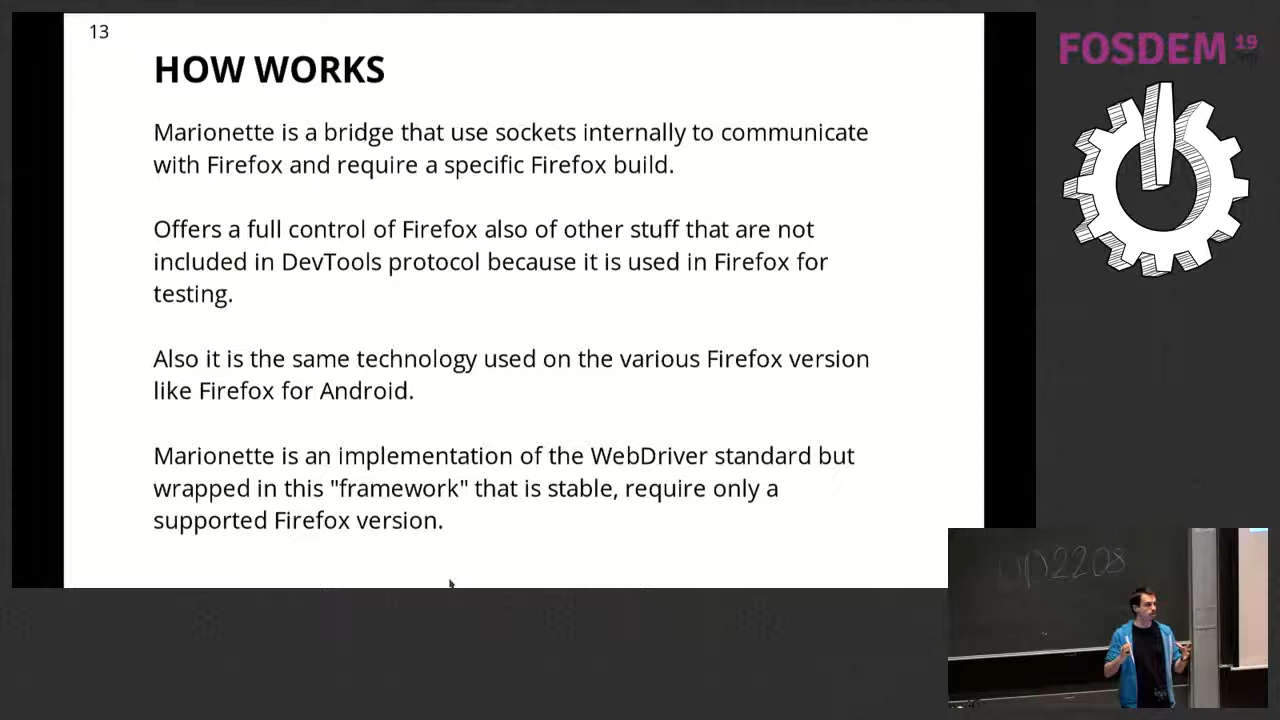 13
HOW WORKS
Marionette is a bridge that use sockets internally to communicate
with Firefox and require a specific Firefox build.
Offers a full control of Firefox also of other stuff that are not
included in DevTools protocol because it is used in Firefox for
testing.
Also it is the same technology used on the various Firefox version
like Firefox for Android.
Marionette is an implementation of the WebDriver standard but
wrapped in this "framework" that is stable, require only a
supported Firefox version.
FOSDEM 19